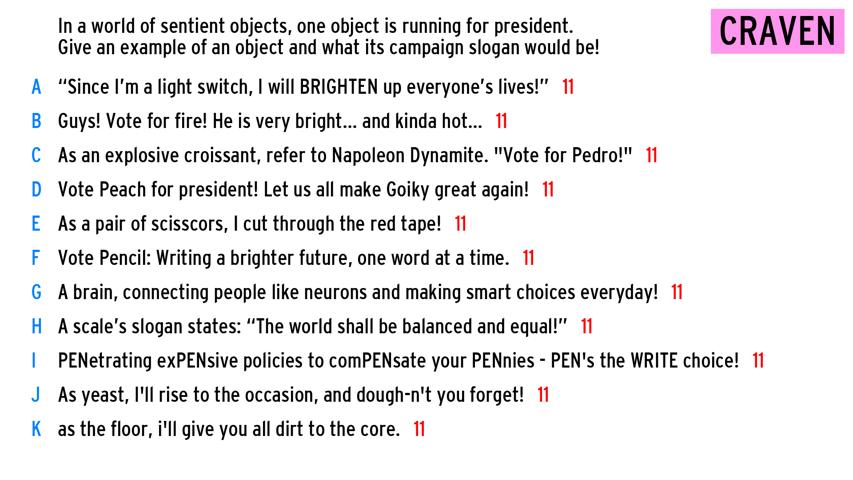 In a world of sentient objects, one object is running for president.
Give an example of an object and what its campaign slogan would be!
CRAVEN
A “Since I’m a light switch, I will BRIGHTEN up everyone’s lives!” 11
B Guys! Vote for fire! He is very bright... and kinda hot... 11
C As an explosive croissant, refer to Napoleon Dynamite. "Vote for Pedro!" 11
D Vote Peach for president! Let us all make Goiky great again! 11
E As a pair of scisscors, I cut through the red tape! 11
F Vote Pencil: Writing a brighter future, one word at a time. 11
G A brain, connecting people like neurons and making smart choices everyday! 11
H A scale’s slogan states: “The world shall be balanced and equal!” 11
I PENetrating exPENsive policies to comPENsate your PENnies - PEN's the WRITE choice! 11
J As yeast, I'll rise to the occasion, and dough-n't you forget! 11
K as the floor, i'll give you all dirt to the core. 11